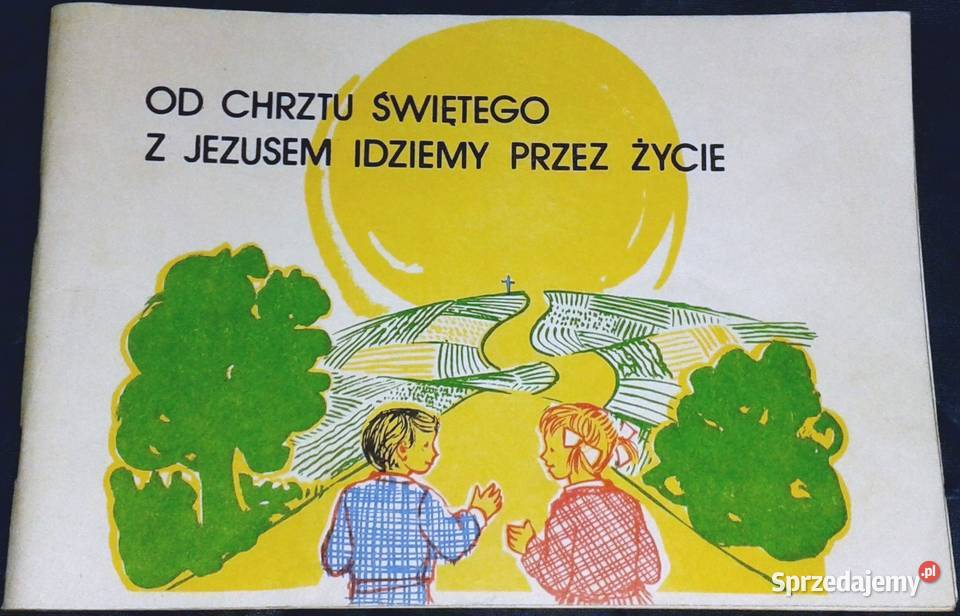 OD CHRZTU ŚWIĘTEGO
Z JEZUSEM IDZIEMY PRZEZ ŻYCIE
Sprzedajemy.pl